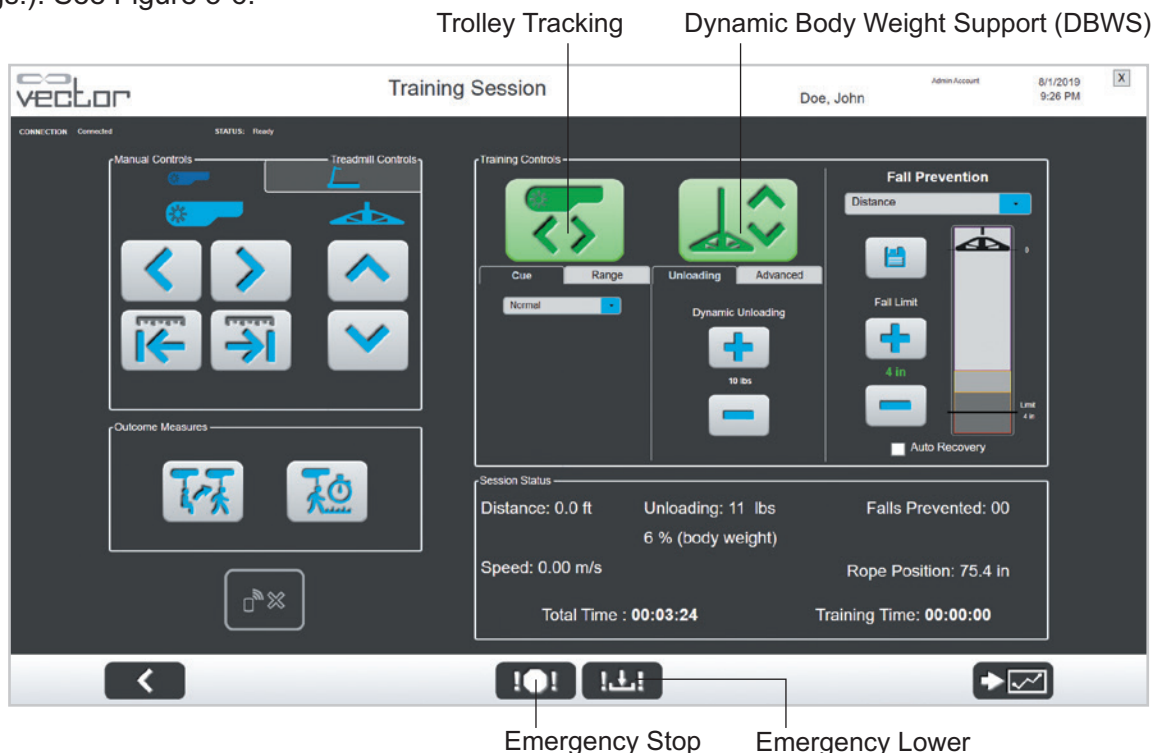 gs.). See Figure 5-6.
Trolley Tracking
Dynamic Body Weight Support (DBWS)
vector
Training Session
Doe, John
Admin Account
8/1/2019
9:26 PM
X
CONNECTION Connected
STATUS: Ready
Manual Controls
Treadmill Controls
Training Controls
Fall Prevention
Distance
Cue
Range
Unloading
Advanced
Normal
Dynamic Unloading
10 lbs
Fall Limit
4 in
0
Limit
4 in
Auto Recovery
Outcome Measures
Session Status
Distance: 0.0 ft
Unloading: 11 lbs
Falls Prevented: 00
6 % (body weight)
Speed: 0.00 m/s
Rope Position: 75.4 in
Total Time : 00:03:24
Training Time: 00:00:00
! !
! !
Emergency Stop
Emergency Lower